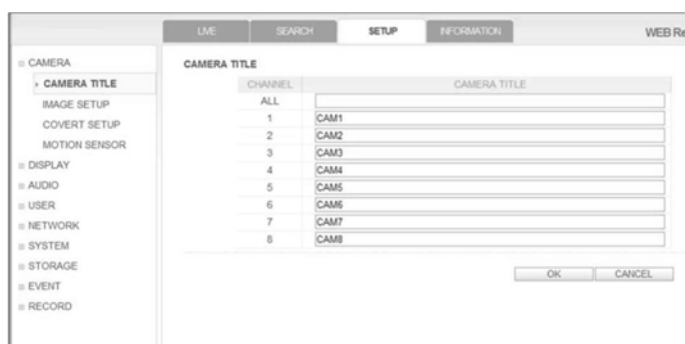 LIVE SEARCH SETUP INFORMATION WEB Re
CAMERA
CAMERA TITLE
IMAGE SETUP
COVERT SETUP
MOTION SENSOR
DISPLAY
AUDIO
USER
NETWORK
SYSTEM
STORAGE
EVENT
RECORD
CAMERA TITLE
CHANNEL CAMERA TITLE
ALL
1 CAM1
2 CAM2
3 CAM3
4 CAM4
5 CAM5
6 CAM6
7 CAM7
8 CAM8
OK CANCEL